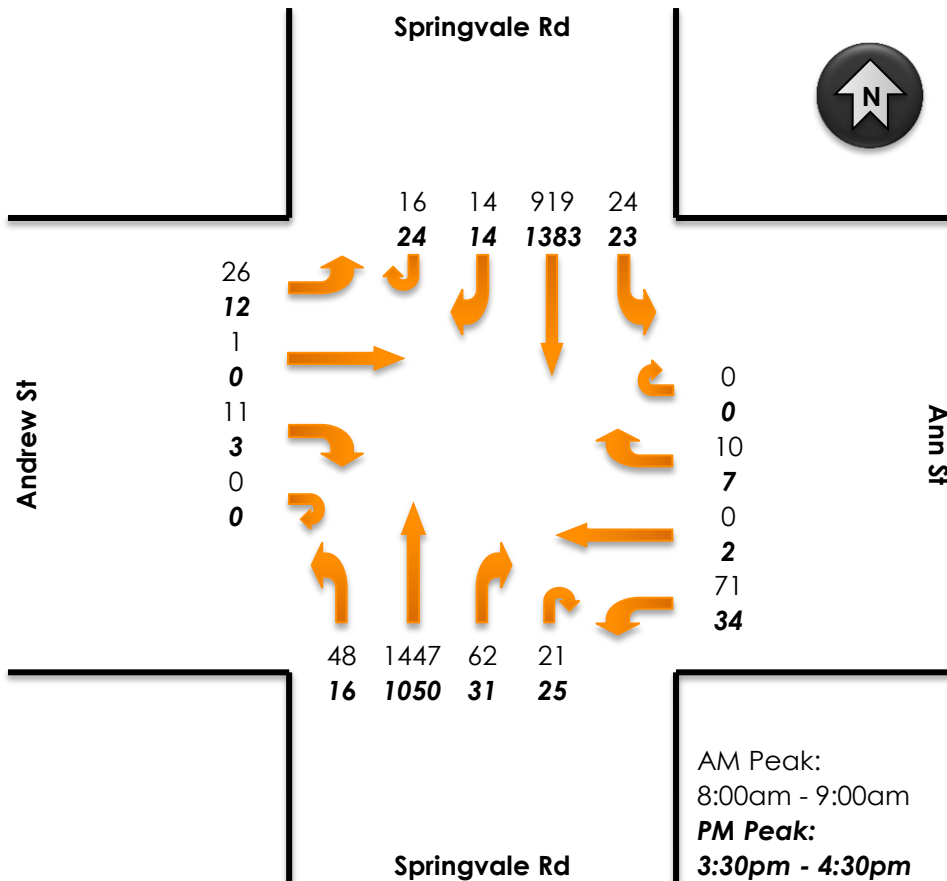 Springvale Rd
N
16 14 919 24
24 14 1383 23
26
12
1
0
11
3
0
0
Andrew St
0
0
10
7
0
2
71
34
Ann St
48 1447 62 21
16 1050 31 25
AM Peak:
8:00am - 9:00am
PM Peak:
3:30pm - 4:30pm
Springvale Rd